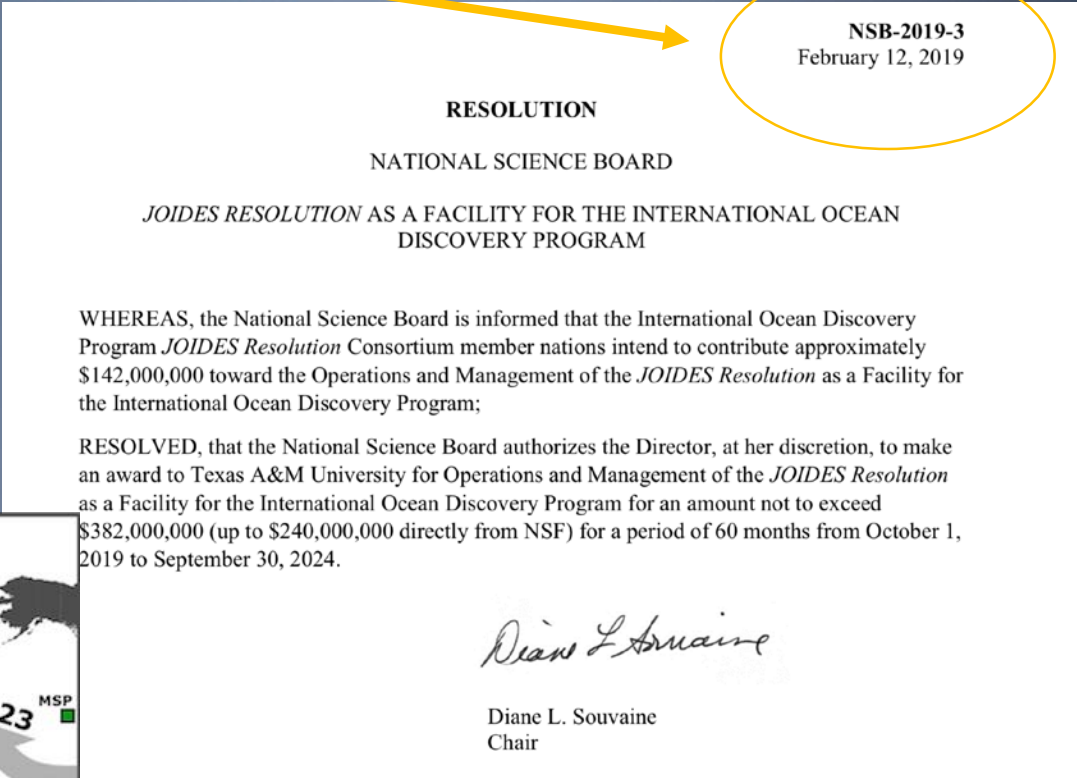 NSB-2019-3
February 12, 2019
RESOLUTION
NATIONAL SCIENCE BOARD
JOIDES RESOLUTION AS A FACILITY FOR THE INTERNATIONAL OCEAN
DISCOVERY PROGRAM
WHEREAS, the National Science Board is informed that the International Ocean Discovery
Program JOIDES Resolution Consortium member nations intend to contribute approximately
$142,000,000 toward the Operations and Management of the JOIDES Resolution as a Facility for
the International Ocean Discovery Program;
RESOLVED, that the National Science Board authorizes the Director, at her discretion, to make
an award to Texas A&M University for Operations and Management of the JOIDES Resolution
as a Facility for the International Ocean Discovery Program for an amount not to exceed
$382,000,000 (up to $240,000,000 directly from NSF) for a period of 60 months from October 1,
2019 to September 30, 2024.
Diane L Souvaine
Diane L. Souvaine
Chair
MSP
23